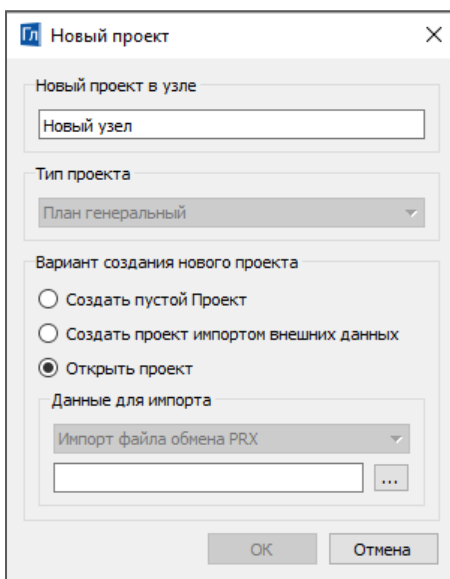 Гл Новый проект
Новый проект в узле
Новый узел
Тип проекта
План генеральный
Вариант создания нового проекта
Создать пустой Проект
Создать проект импортом внешних данных
Открыть проект
Данные для импорта
Импорт файла обмена PRX
...
OK Отмена